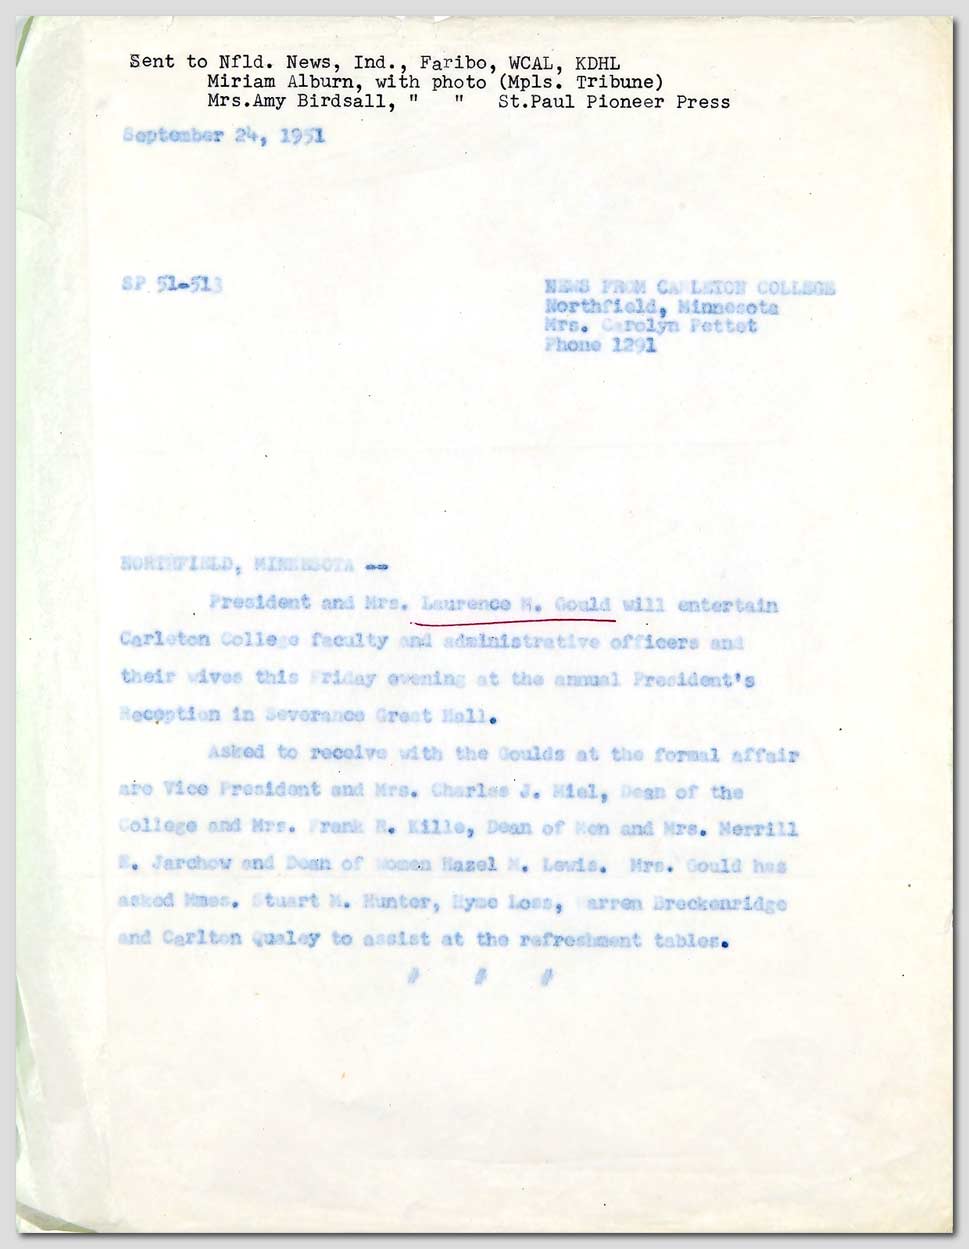 Sent to Nfld. News, Ind., Faribo, WCAL, KDHL
Miriam Alburn, with photo (Mpls. Tribune)
Mrs.Amy Birdsall, " " St.Paul Pioneer Press
September 24, 1951
SP 51-513
NEWS FROM CARLETON COLLEGE
Northfield, Minnesota
Mrs. Carolyn Pettet
Phone 1291
NORTHFIELD, MINNESOTA --
President and Mrs. Laurence M. Gould will entertain
Carleton College faculty and administrative officers and
their wives this Friday evening at the annual President's
Reception in Severance Great Hall.
Asked to receive with the Goulds at the formal affair
are Vice President and Mrs. Charles J. Miel, Dean of the
College and Mrs. Frank R. Kille, Dean of Men and Mrs. Merrill
E. Jarchow and Dean of Women Hazel M. Lewis. Mrs. Gould has
asked Mmes. Stuart M. Hunter, Hyme Loss, Warren Breckenridge
and Carlton Qualey to assist at the refreshment tables.
# # #